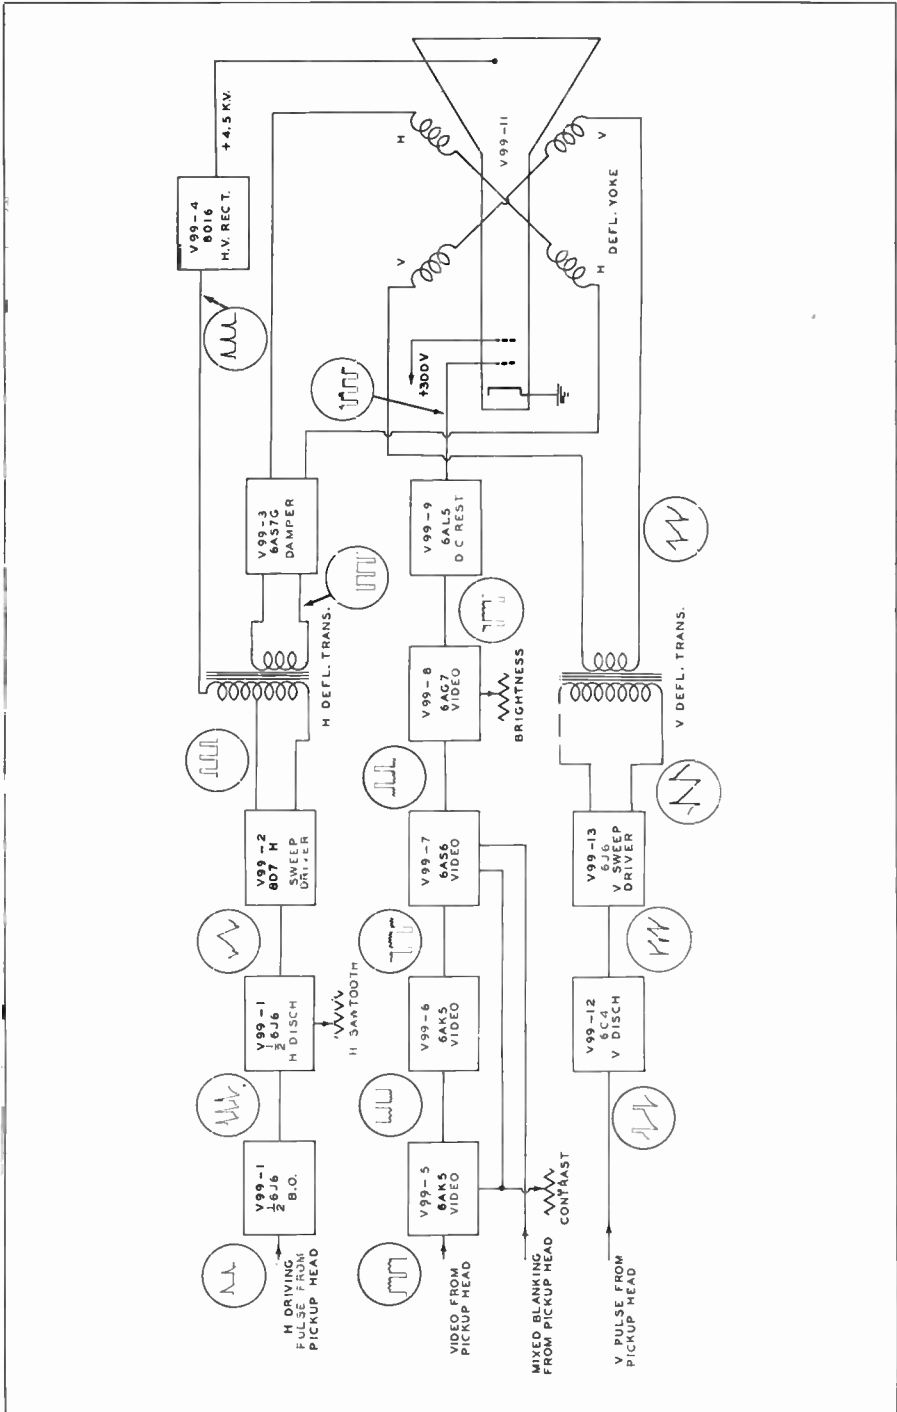 H DRIVING
PULSE FROM
PICKUP HEAD
V99-1
1/2 6J6
B.O.
V99-1
1/2 6J6
H DISCH
H SAWTOOTH
V99-2
8D7 H
SWEEP
DRIVER
H DEFL. TRANS.
V99-3
6AS7G
DAMPER
V99-4
8016
H.V. RECT.
+4.5 K.V.
VIDEO FROM
PICKUP HEAD
V99-5
6AK5
VIDEO
V99-6
6AK5
VIDEO
V99-7
6AS6
VIDEO
V99-8
6AG7
VIDEO
BRIGHTNESS
V99-9
6AL5
D C REST
+300V
H
V
V99-11
V
H
DEFL. YOKE
MIXED BLANKING
FROM PICKUP HEAD
CONTRAST
V PULSE FROM
PICKUP HEAD
V99-12
6C4
V DISCH
V99-13
6J6
V SWEEP
DRIVER
V DEFL. TRANS.